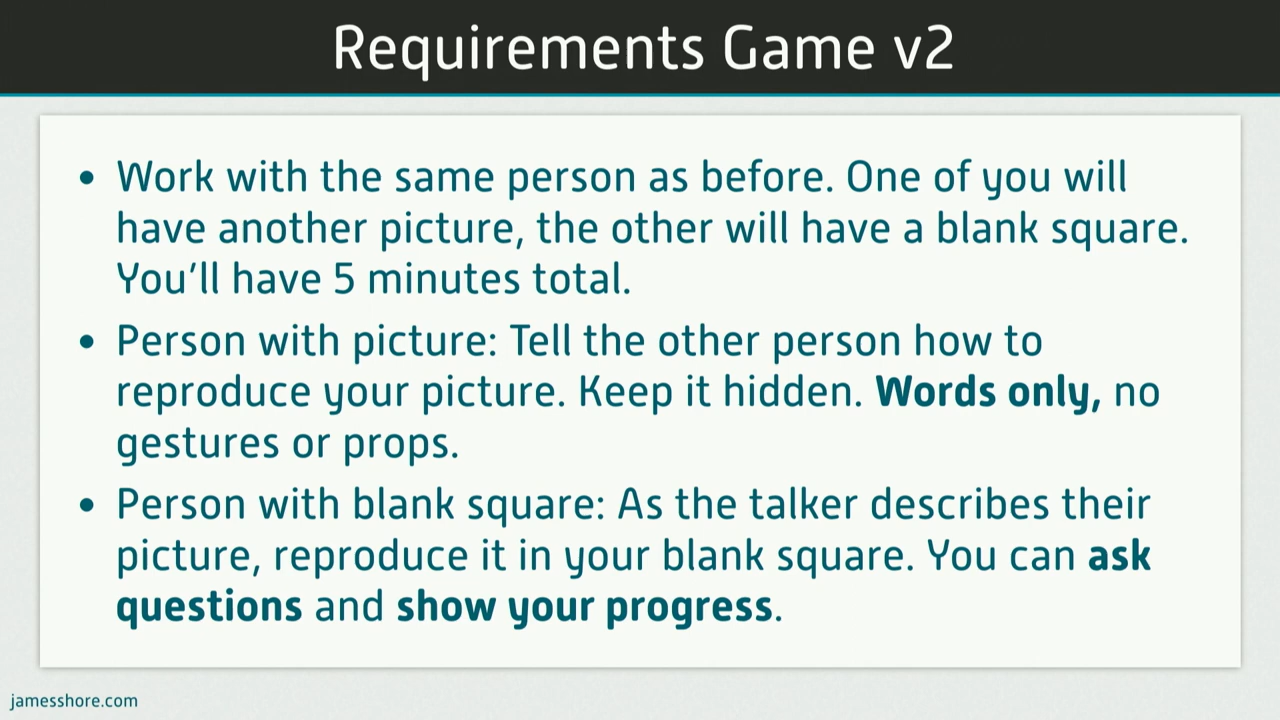 Requirements Game v2
• Work with the same person as before. One of you will
have another picture, the other will have a blank square.
You’ll have 5 minutes total.
• Person with picture: Tell the other person how to
reproduce your picture. Keep it hidden. Words only, no
gestures or props.
• Person with blank square: As the talker describes their
picture, reproduce it in your blank square. You can ask
questions and show your progress.
jamesshore.com